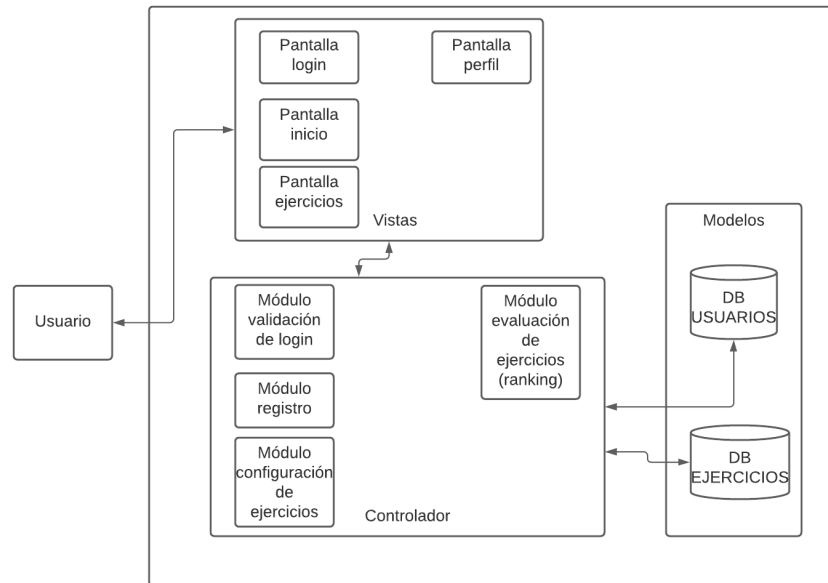 Pantalla
login
Pantalla
perfil
Pantalla
inicio
Pantalla
ejercicios
Vistas
Modelos
DB
USUARIOS
DB
EJERCICIOS
Usuario
Módulo
validación
de login
Módulo
evaluación
de
ejercicios
(ranking)
Módulo
registro
Módulo
configuración
de
ejercicios
Controlador